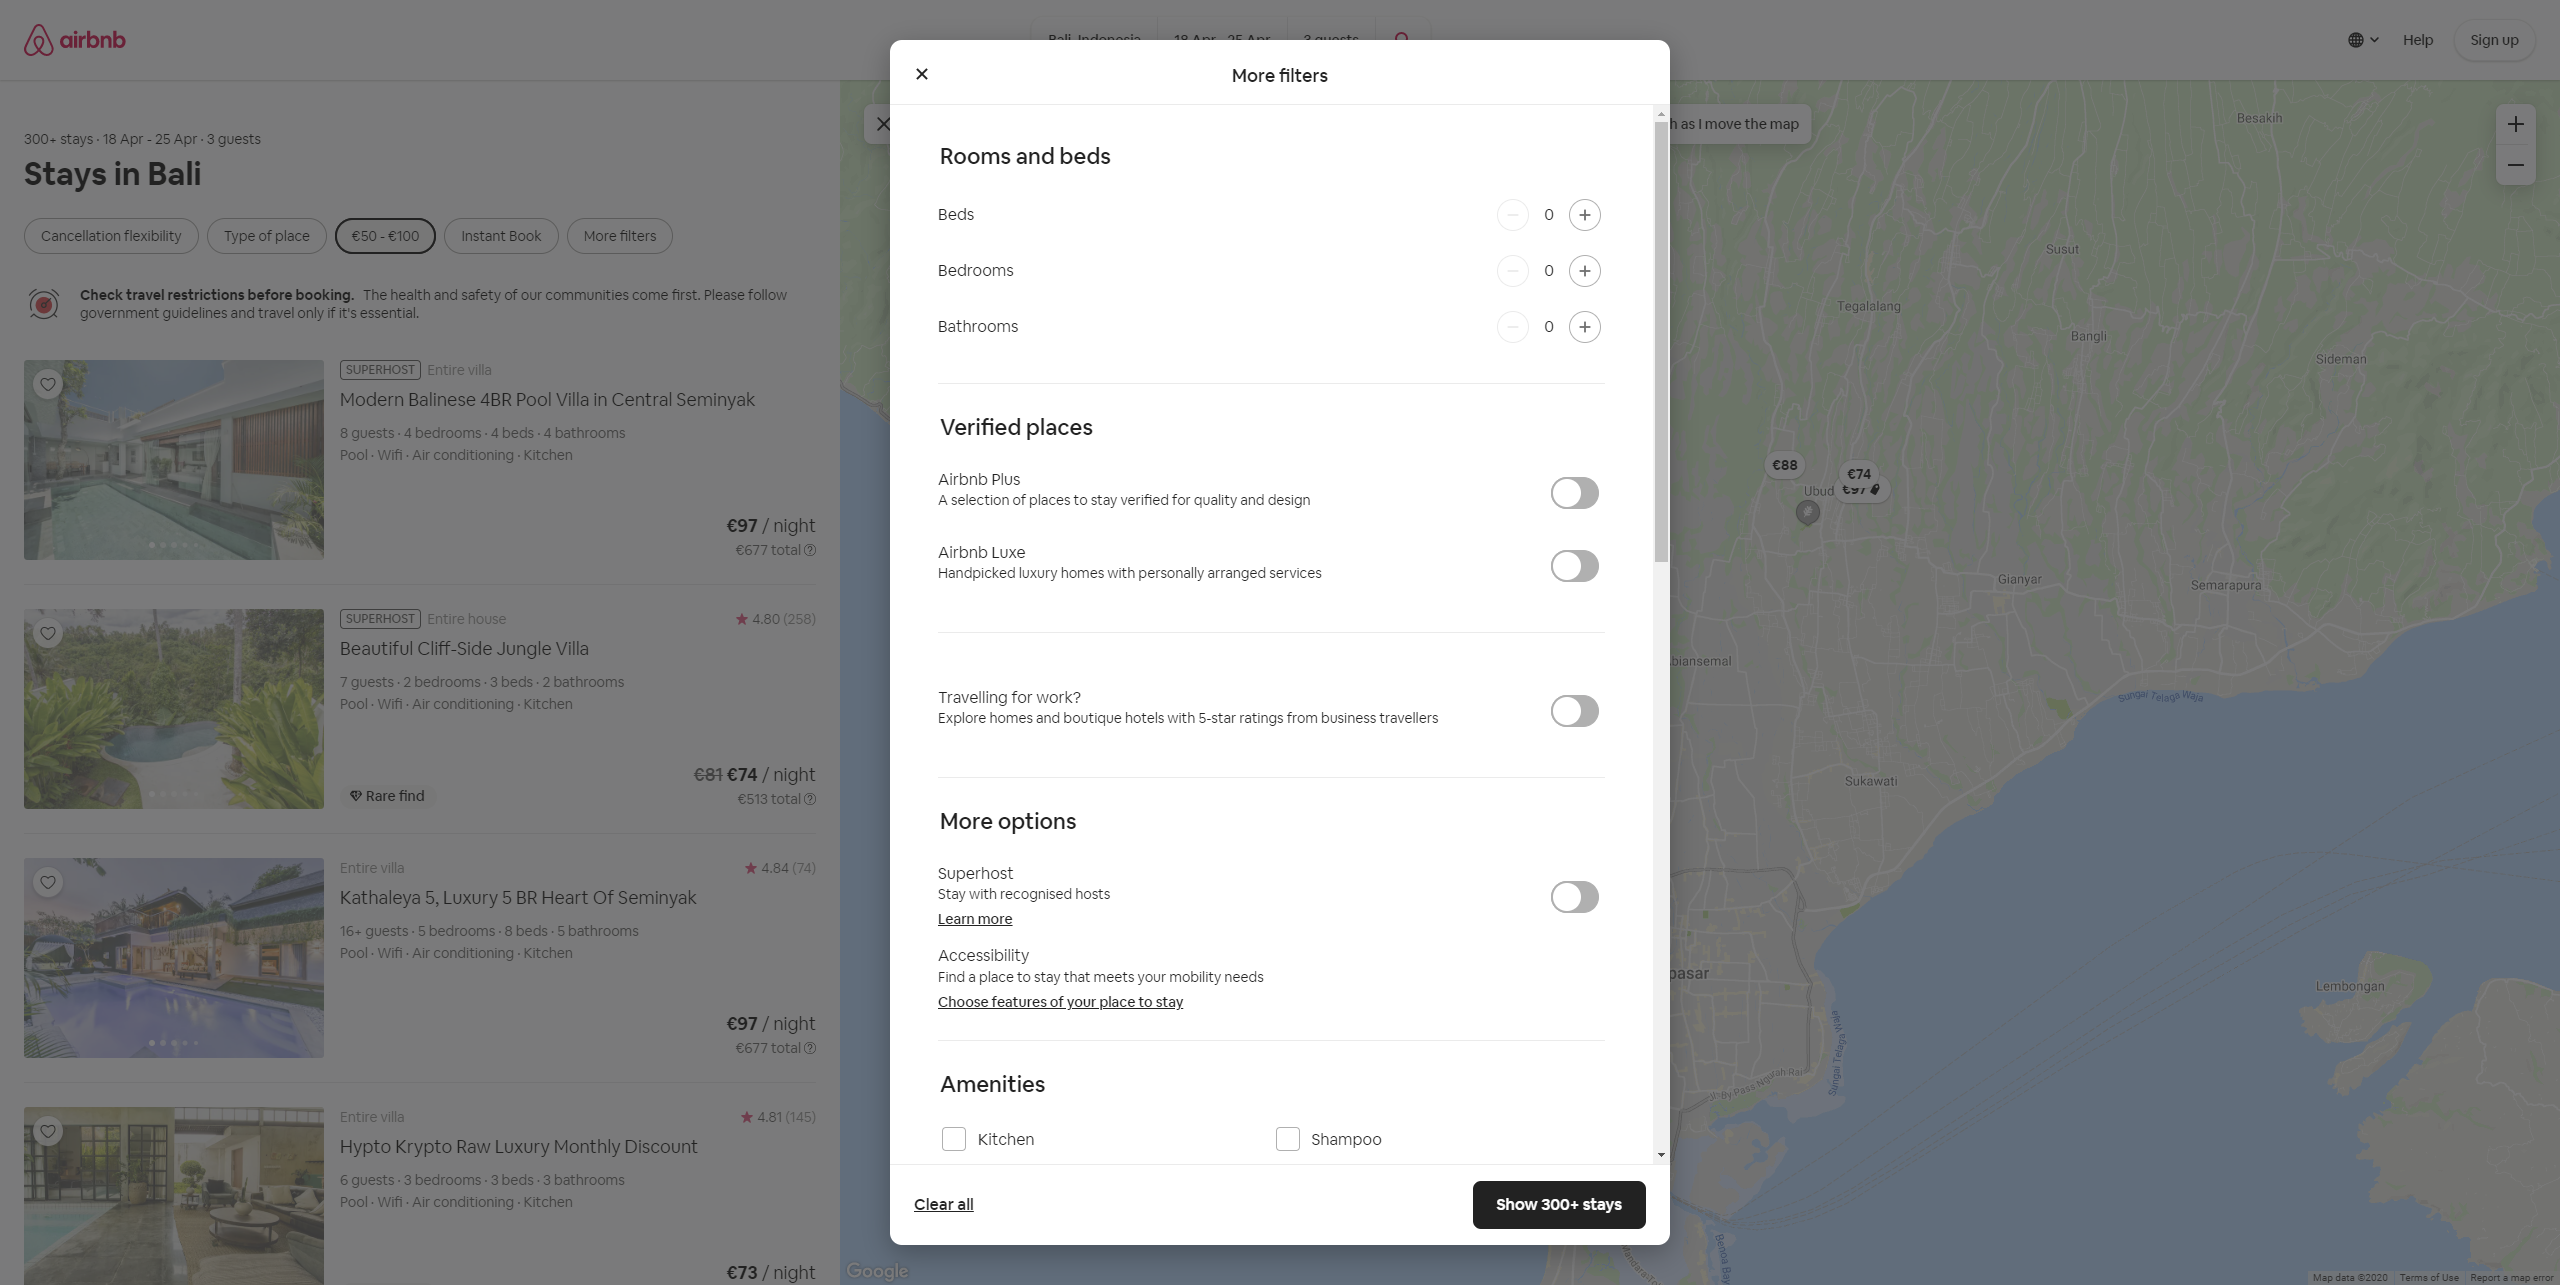 airbnb
Bali, Indonesia
18 Apr - 25 Apr
3 guests
Help
Sign up
300+ stays · 18 Apr - 25 Apr · 3 guests
Stays in Bali
Cancellation flexibility
Type of place
€50 - €100
Instant Book
More filters
Check travel restrictions before booking. The health and safety of our communities come first. Please follow
government guidelines and travel only if it's essential.
SUPERHOST Entire villa
Modern Balinese 4BR Pool Villa in Central Seminyak
8 guests · 4 bedrooms · 4 beds · 4 bathrooms
Pool · Wifi · Air conditioning · Kitchen
€97 / night
€677 total
SUPERHOST Entire house
4.80 (258)
Beautiful Cliff-Side Jungle Villa
7 guests · 2 bedrooms · 3 beds · 2 bathrooms
Pool · Wifi · Air conditioning · Kitchen
€81 €74 / night
Rare find
€513 total
Entire villa
4.84 (74)
Kathaleya 5, Luxury 5 BR Heart Of Seminyak
16+ guests · 5 bedrooms · 8 beds · 5 bathrooms
Pool · Wifi · Air conditioning · Kitchen
€97 / night
€677 total
Entire villa
4.81 (145)
Hypto Krypto Raw Luxury Monthly Discount
6 guests · 3 bedrooms · 3 beds · 3 bathrooms
Pool · Wifi · Air conditioning · Kitchen
€73 / night
More filters
Rooms and beds
Beds
0
Bedrooms
0
Bathrooms
0
Verified places
Airbnb Plus
A selection of places to stay verified for quality and design
Airbnb Luxe
Handpicked luxury homes with personally arranged services
Travelling for work?
Explore homes and boutique hotels with 5-star ratings from business travellers
More options
Superhost
Stay with recognised hosts
Learn more
Accessibility
Find a place to stay that meets your mobility needs
Choose features of your place to stay
Amenities
Kitchen
Shampoo
Clear all
Show 300+ stays
h as I move the map
Besakih
Susut
Tegalalang
Bangli
Sideman
€88
€74
Ubud
€97
Gianyar
Semarapura
biansemal
Sungai Telaga Waja
Sukawati
pasar
Lembongan
Sungai Telaga Waja
Jl. By Pass Ngurah Rai
Google
Map data ©2020
Terms of Use
Report a map error